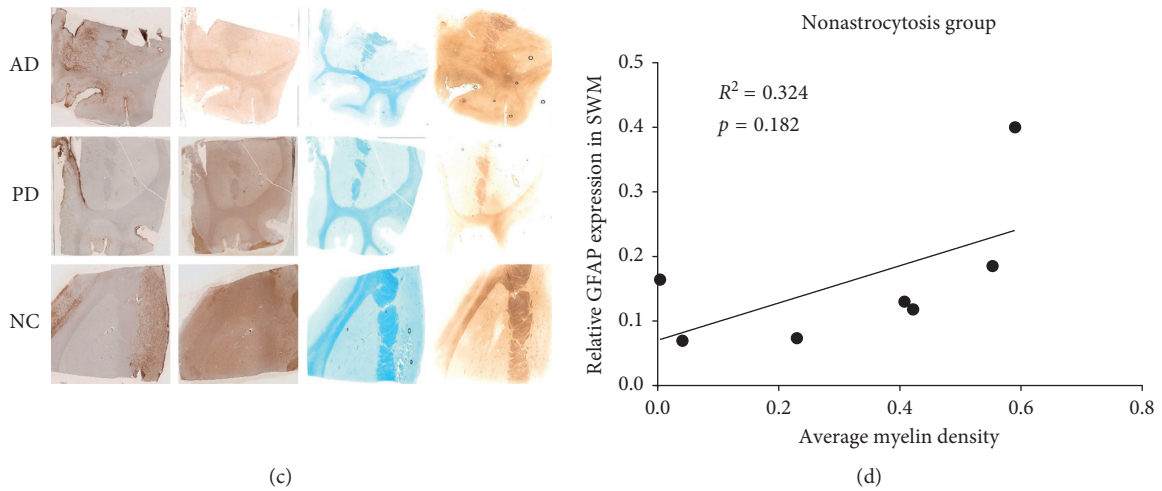 AD
PD
NC
(c)
Nonastrocytosis group
R² = 0.324
p = 0.182
Relative GFAP expression in SWM
0.5
0.4
0.3
0.2
0.1
0.0
0.0 0.2 0.4 0.6 0.8
Average myelin density
(d)